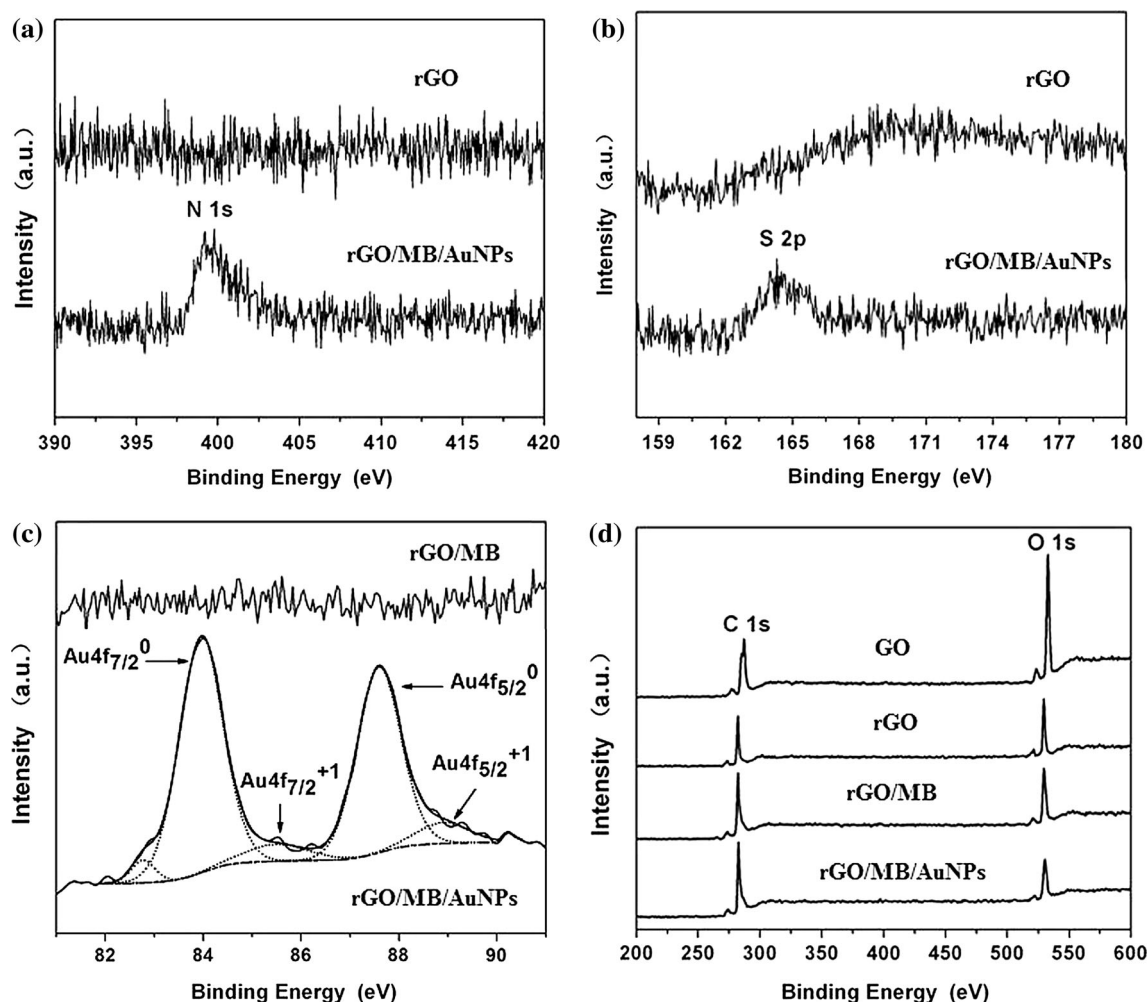 (a)
rGO
N 1s
rGO/MB/AuNPs
Intensity (a.u.)
390 395 400 405 410 415 420
Binding Energy (eV)
(b)
rGO
S 2p
rGO/MB/AuNPs
Intensity (a.u.)
159 162 165 168 171 174 177 180
Binding Energy (eV)
(c)
rGO/MB
Au4f7/2 0
Au4f5/2 0
Au4f7/2 +1
Au4f5/2 +1
rGO/MB/AuNPs
Intensity (a.u.)
82 84 86 88 90
Binding Energy (eV)
(d)
O 1s
C 1s
GO
rGO
rGO/MB
rGO/MB/AuNPs
Intensity (a.u.)
200 250 300 350 400 450 500 550 600
Binding Energy (eV)